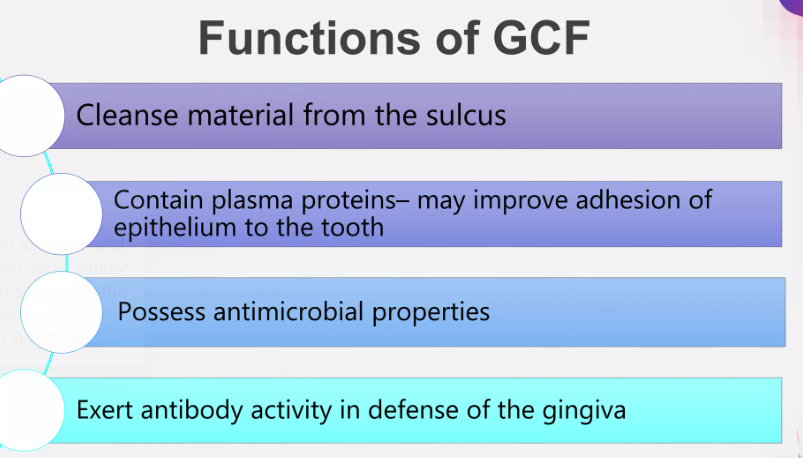 Functions of GCF
Cleanse material from the sulcus
Contain plasma proteins– may improve adhesion of
epithelium to the tooth
Possess antimicrobial properties
Exert antibody activity in defense of the gingiva